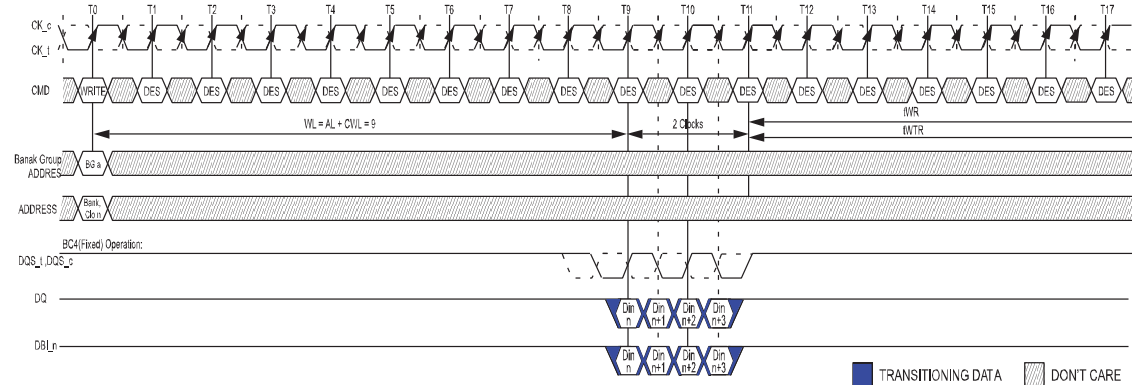 T0 T1 T2 T3 T4 T5 T6 T7 T8 T9 T10 T11 T12 T13 T14 T15 T16 T17
CK_c
CK_t
CMD WRITE DES DES DES DES DES DES DES DES DES DES DES DES DES DES DES DES DES
tWR
WL = AL + CWL = 9 2 Clocks
tWTR
Banak Group
ADDRES
BG a
ADDRESS
Bank,
Clo n
BC4(Fixed) Operation:
DQS_t ,DQS_c
DQ
Din n Din n+1 Din n+2 Din n+3
DBI_n
Din n Din n+1 Din n+2 Din n+3
TRANSITIONING DATA DON'T CARE